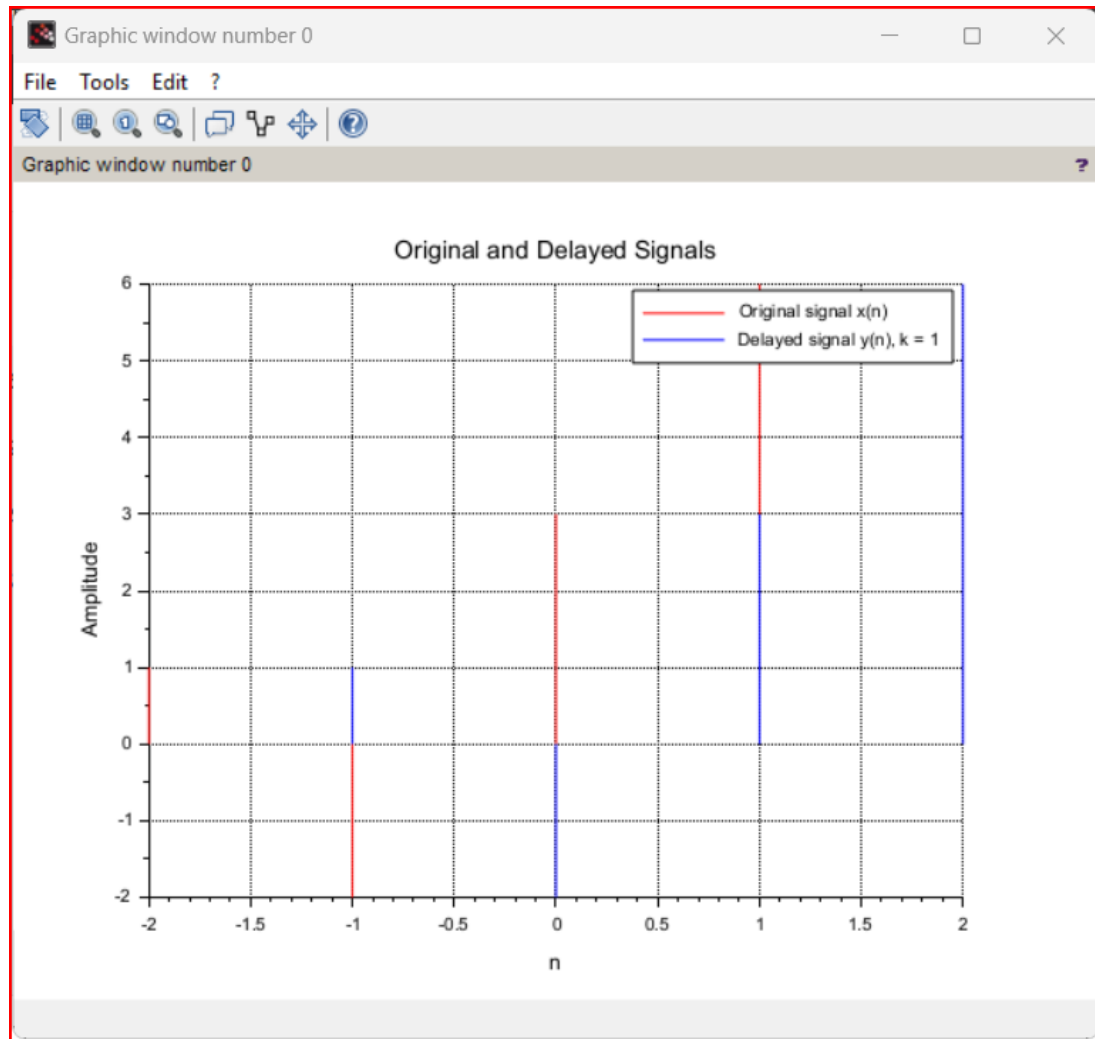 Graphic window number 0
File Tools Edit ?
Graphic window number 0 ?
Original and Delayed Signals
Original signal x(n)
Delayed signal y(n), k = 1
6
5
4
3
2
1
0
-1
-2
Amplitude
-2 -1.5 -1 -0.5 0 0.5 1 1.5 2
n